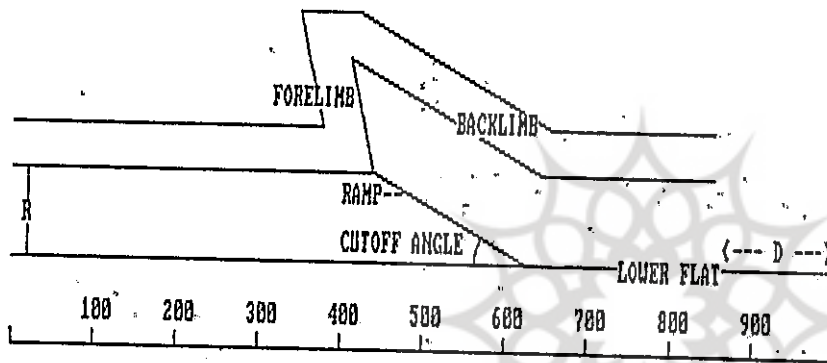 FORELIMB
BACKLIMB
RAMP--
R
CUTOFF ANGLE
<--- D --->
LOWER FLAT
100 200 300 400 500 600 700 800 900